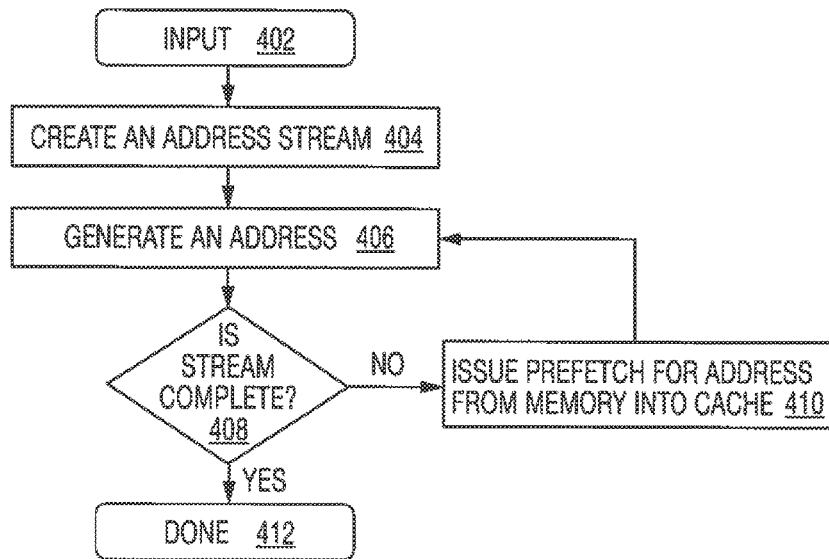 INPUT 402
CREATE AN ADDRESS STREAM 404
GENERATE AN ADDRESS 406
IS
STREAM
COMPLETE?
408
NO
ISSUE PREFETCH FOR ADDRESS
FROM MEMORY INTO CACHE 410
YES
DONE 412